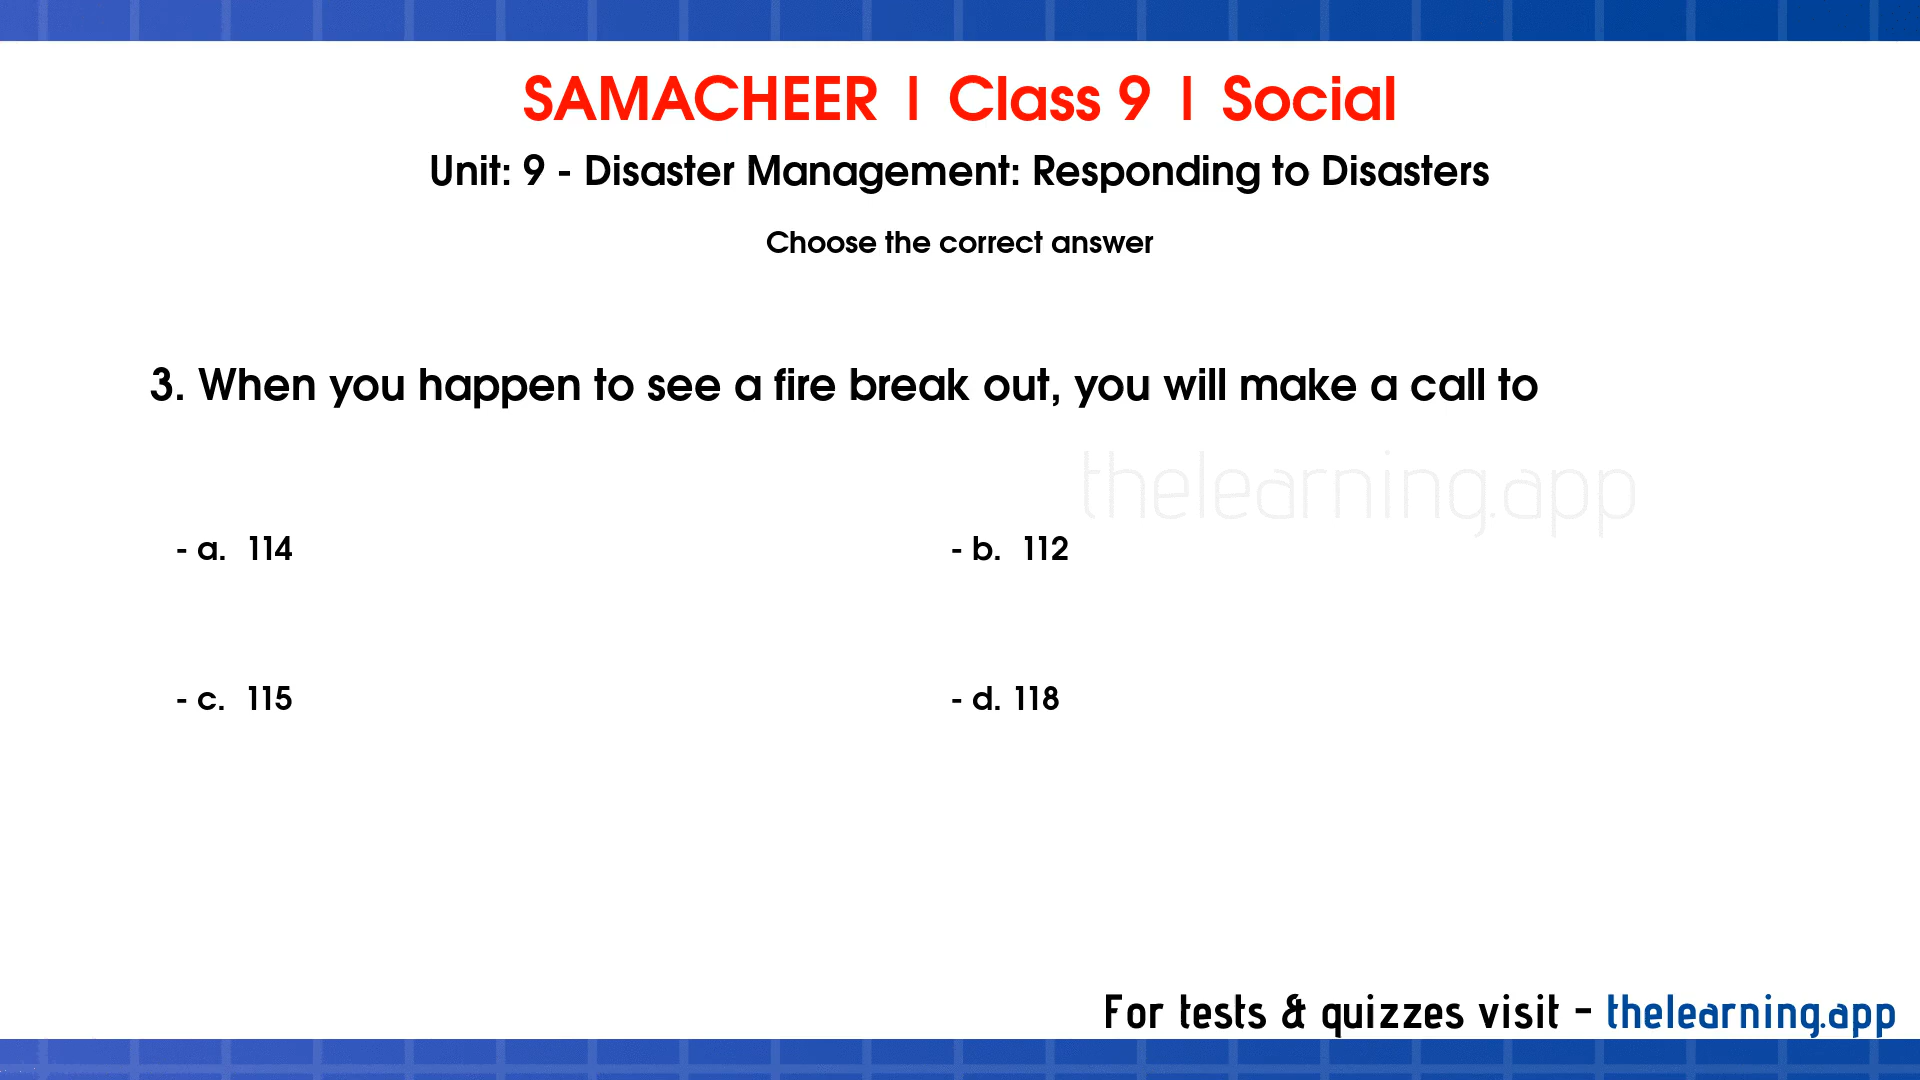 SAMACHEER | Class 9 | Social
Unit: 9 - Disaster Management: Responding to Disasters
Choose the correct answer
3. When you happen to see a fire break out, you will make a call to
thelearning.app
- a. 114
- b. 112
- c. 115
- d. 118
For tests & quizzes visit - thelearning.app